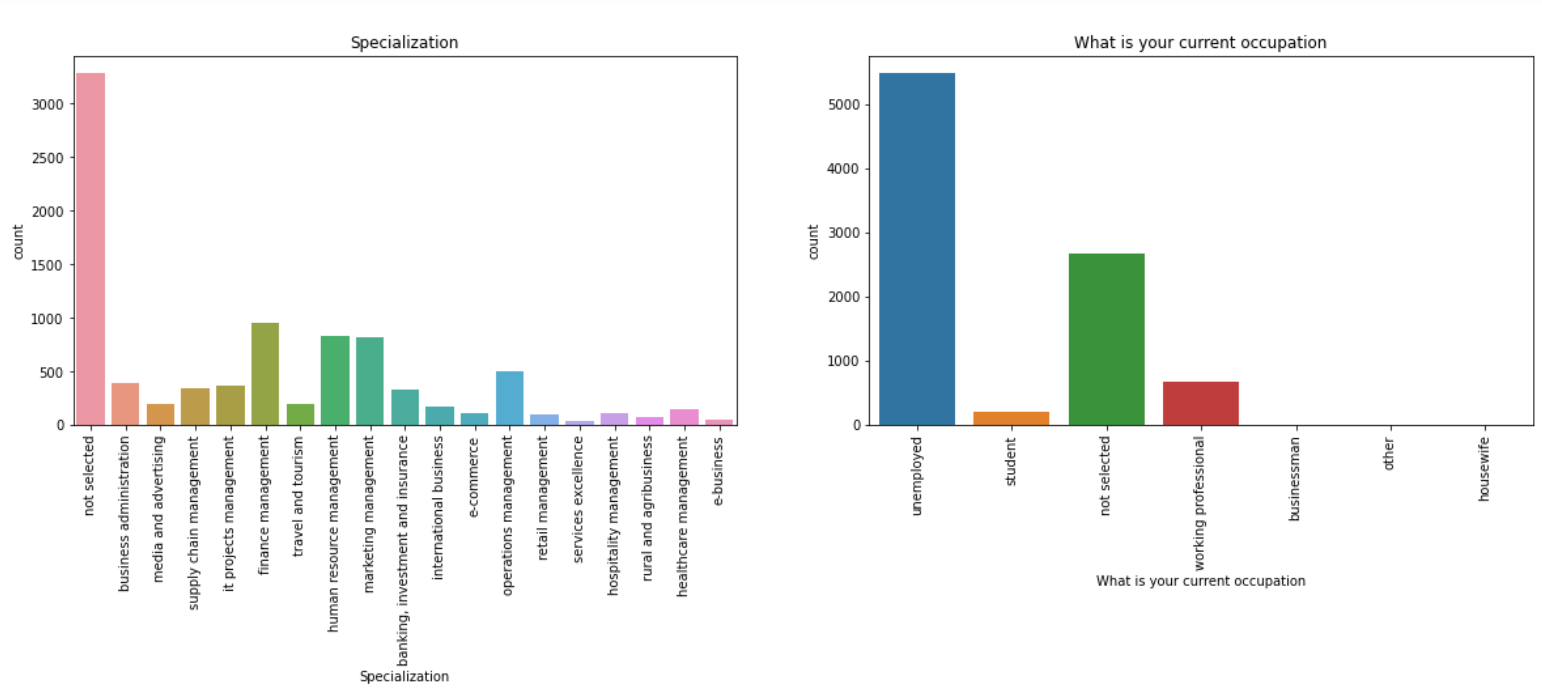 Specialization
3000
2500
2000
1500
1000
500
0
count
not selected
business administration
media and advertising
supply chain management
it projects management
finance management
travel and tourism
human resource management
marketing management
banking, investment and insurance
international business
e-commerce
operations management
retail management
services excellence
hospitality management
rural and agribusiness
healthcare management
e-business
Specialization
What is your current occupation
5000
4000
3000
2000
1000
0
count
unemployed
student
not selected
working professional
businessman
other
housewife
What is your current occupation